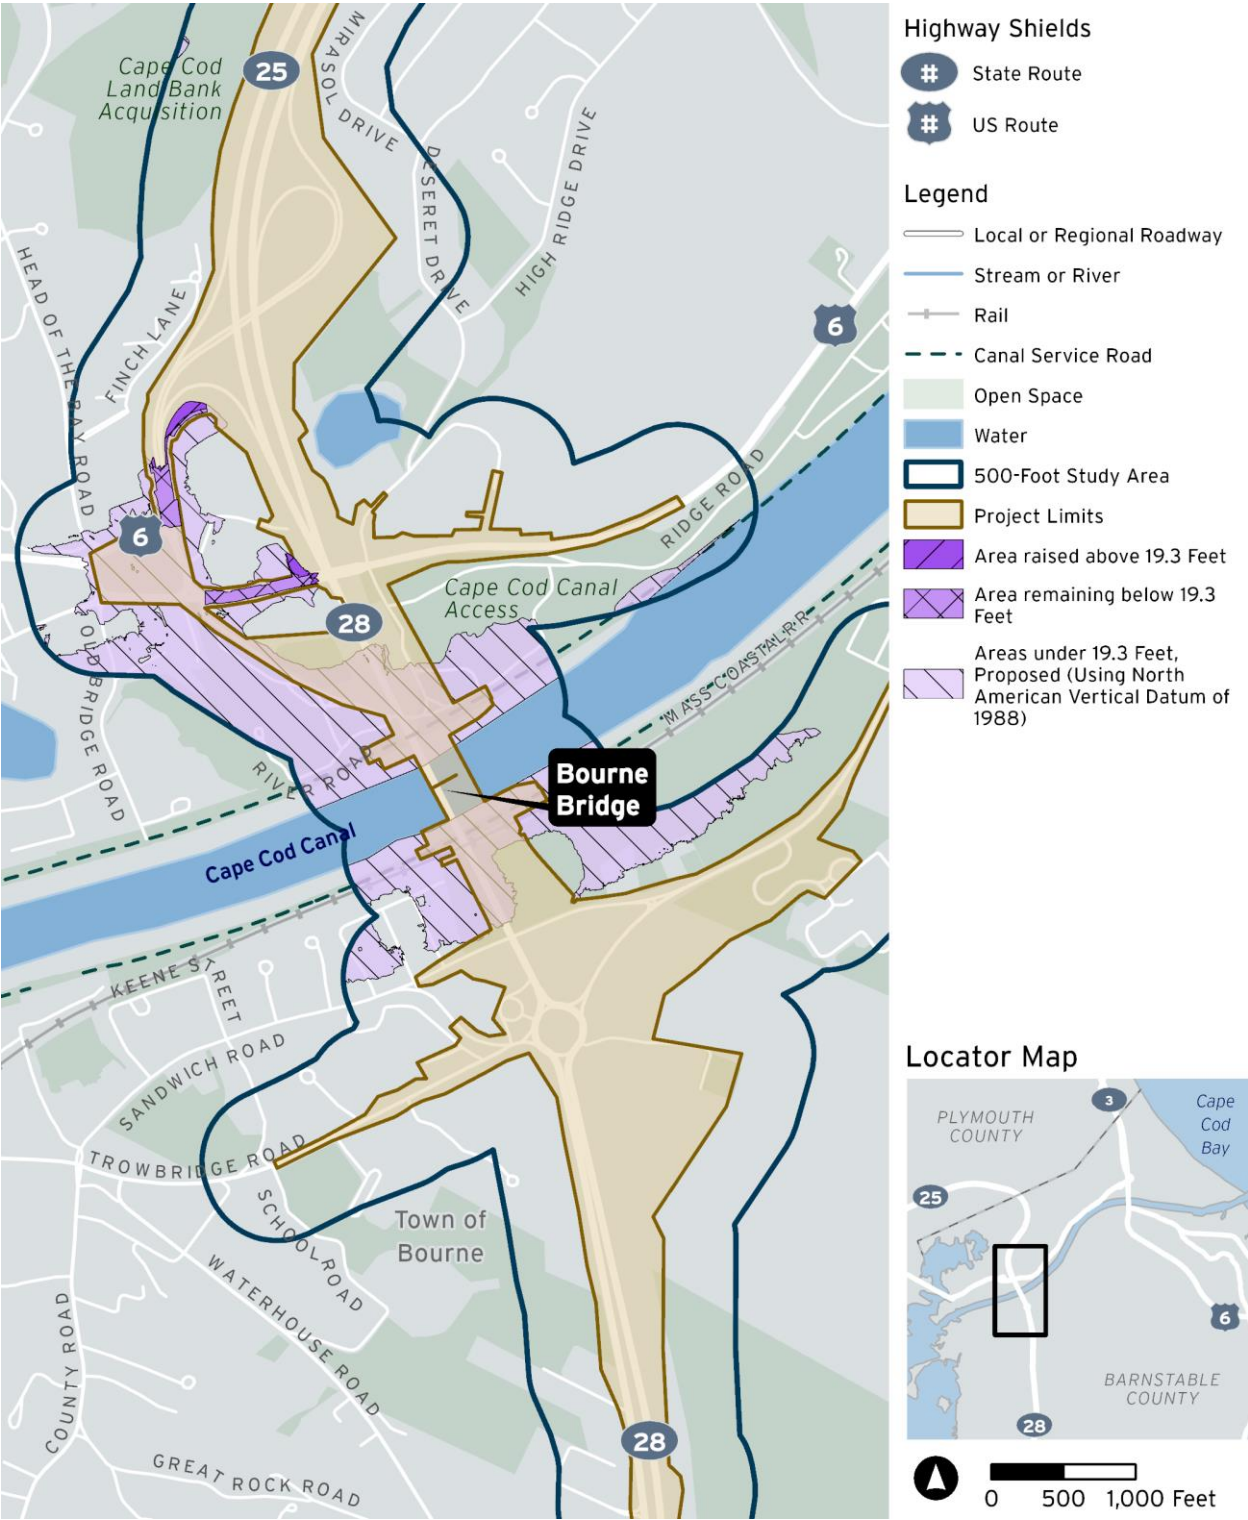 Cape Cod
Land Bank
Acquisition
25
MIRASOL DRIVE
DESERET DRIVE
HIGH RIDGE DRIVE
HEAD OF THE BAY ROAD
FINCH LANE
6
6
RIDGE ROAD
Cape Cod Canal
Access
28
OLD BRIDGE ROAD
MASS COASTAL RR
RIVER ROAD
Bourne
Bridge
Cape Cod Canal
KEENE STREET
SANDWICH ROAD
TROWBRIDGE ROAD
SCHOOL ROAD
Town of
Bourne
WATERHOUSE ROAD
COUNTY ROAD
GREAT ROCK ROAD
28
Highway Shields
# State Route
# US Route
Legend
Local or Regional Roadway
Stream or River
Rail
Canal Service Road
Open Space
Water
500-Foot Study Area
Project Limits
Area raised above 19.3 Feet
Area remaining below 19.3
Feet
Areas under 19.3 Feet,
Proposed (Using North
American Vertical Datum of
1988)
Locator Map
3
PLYMOUTH
COUNTY
Cape
Cod
Bay
25
6
BARNSTABLE
COUNTY
28
0 500 1,000 Feet